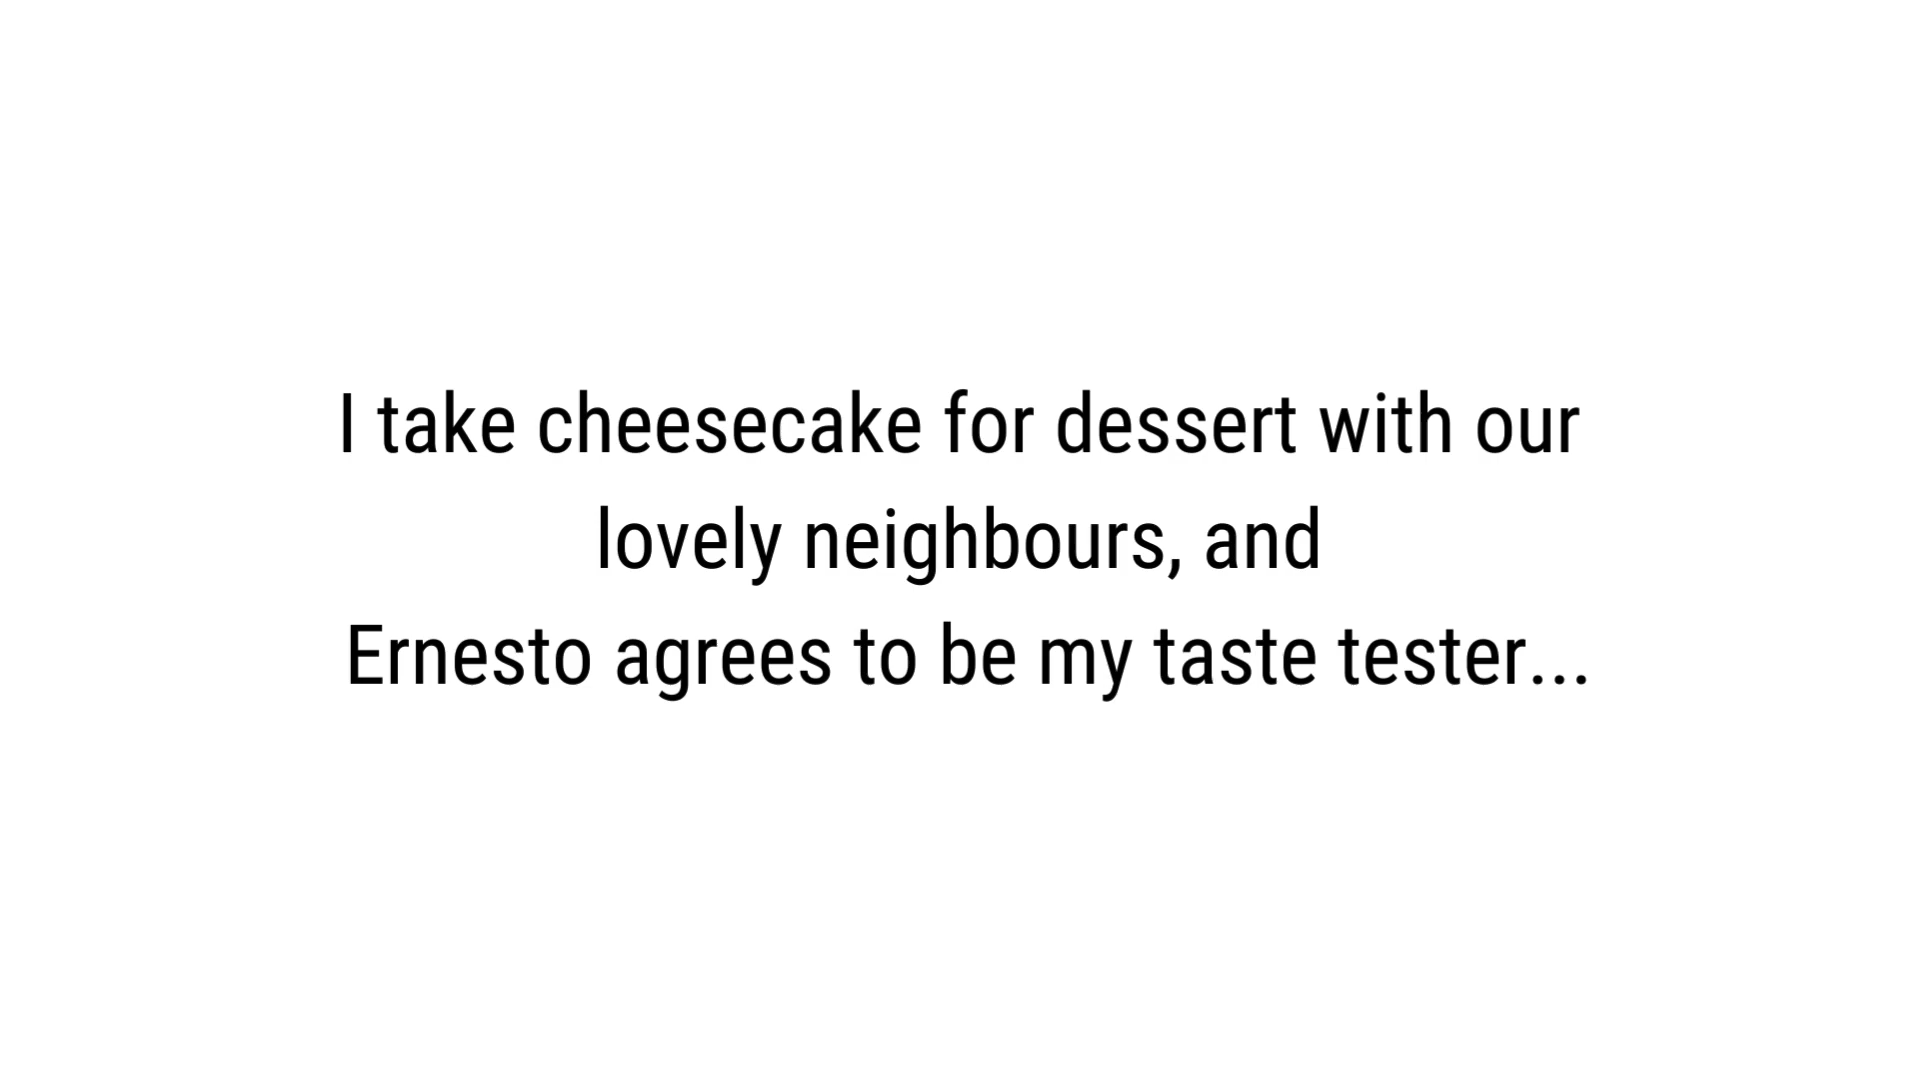 I take cheesecake for dessert with our
lovely neighbours, and
Ernesto agrees to be my taste tester...